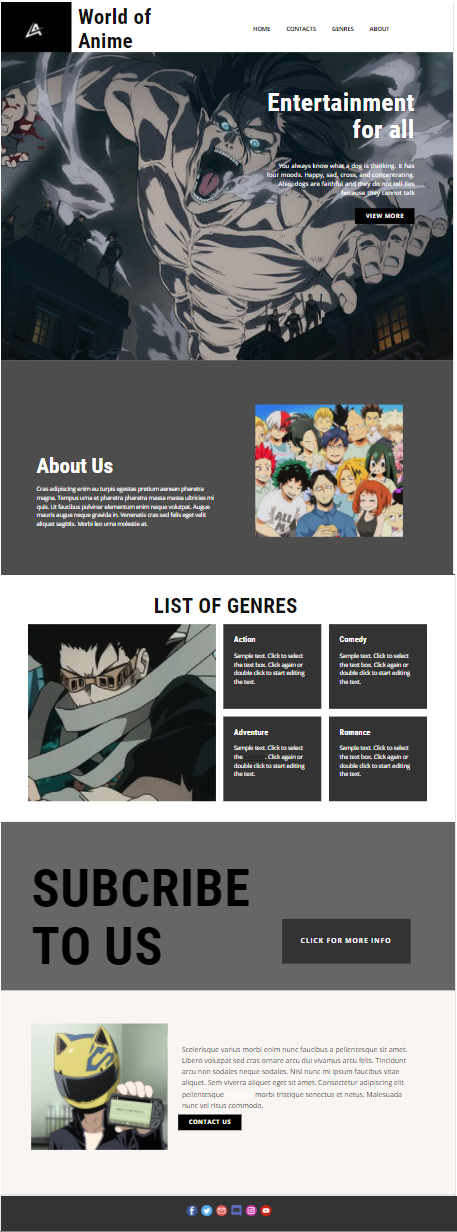 World of
Anime
HOME CONTACTS GENRES ABOUT
Entertainment
for all
You always know what a dog is thinking. It has
four moods. Happy, sad, cross, and concentrating.
Also, dogs are faithful and they do not tell lies
because they cannot talk
VIEW MORE
About Us
Cras adipiscing enim eu turpis egestas pretium aenean pharetra
magna. Tempus urna et pharetra pharetra massa massa ultricies mi
quis. Ut faucibus pulvinar elementum enim neque volutpat. Augue
mauris augue neque gravida in. Venenatis cras sed felis eget velit
aliquet sagittis. Morbi leo urna molestie at.
LIST OF GENRES
Action
Sample text. Click to select
the text box. Click again or
double click to start editing
the text.
Comedy
Sample text. Click to select
the text box. Click again or
double click to start editing
the text.
Adventure
Sample text. Click to select
the . Click again or
double click to start editing
the text.
Romance
Sample text. Click to select
the text box. Click again or
double click to start editing
the text.
SUBCRIBE
TO US
CLICK FOR MORE INFO
Scelerisque varius morbi enim nunc faucibus a pellentesque sit amet.
Libero volutpat sed cras ornare arcu dui vivamus arcu felis. Tincidunt
arcu non sodales neque sodales. Nisl nunc mi ipsum faucibus vitae
aliquet. Sem viverra aliquet eget sit amet. Consectetur adipiscing elit
pellentesque morbi tristique senectus et netus. Malesuada
nunc vel risus commodo.
CONTACT US